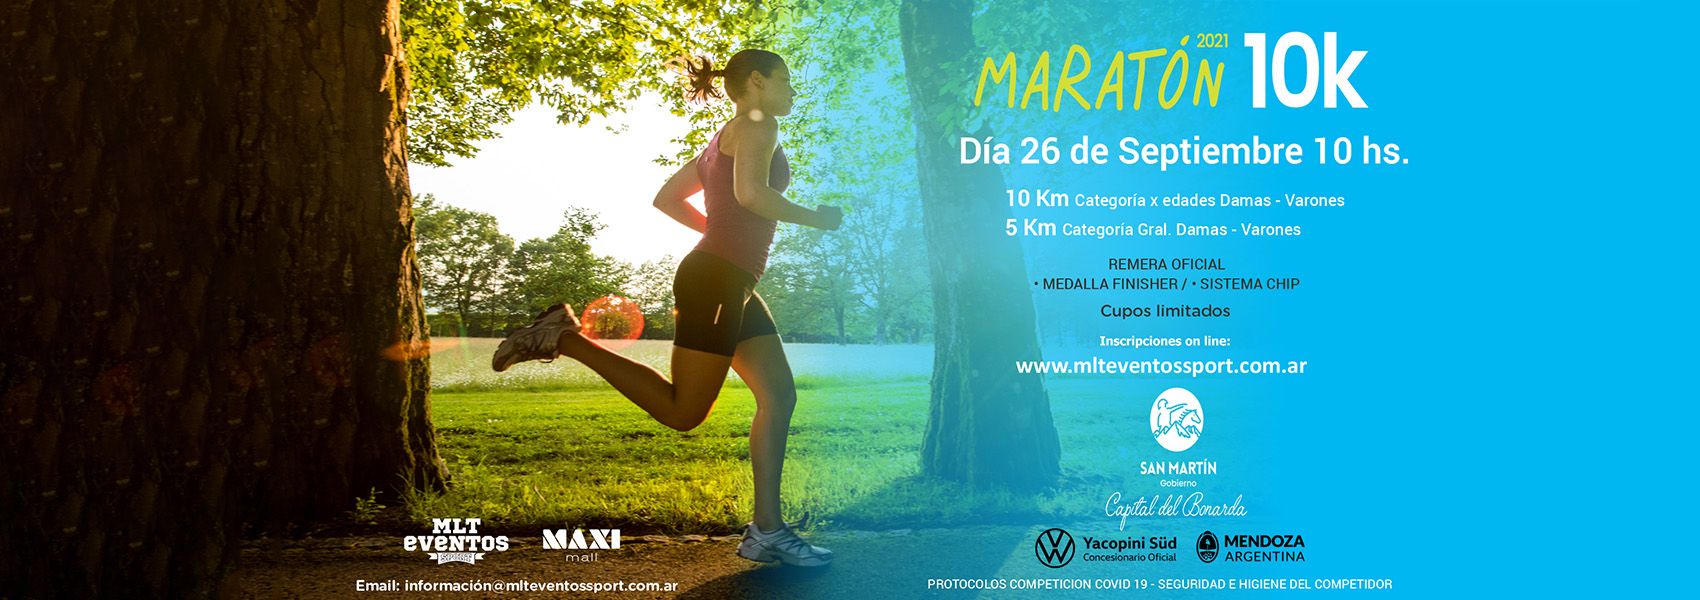 MARATÓN 2021 10k
Día 26 de Septiembre 10 hs.
10 Km Categoría x edades Damas - Varones
5 Km Categoría Gral. Damas - Varones
REMERA OFICIAL
• MEDALLA FINISHER / • SISTEMA CHIP
Cupos limitados
Inscripciones on line:
www.mlteventossport.com.ar
SAN MARTÍN
Gobierno
Capital del Bonarda
Yacopini Süd
Concesionario Oficial
MENDOZA
ARGENTINA
PROTOCOLOS COMPETICION COVID 19 - SEGURIDAD E HIGIENE DEL COMPETIDOR
MLT
eventos
MAXI
mall
Email: información@mlteventossport.com.ar